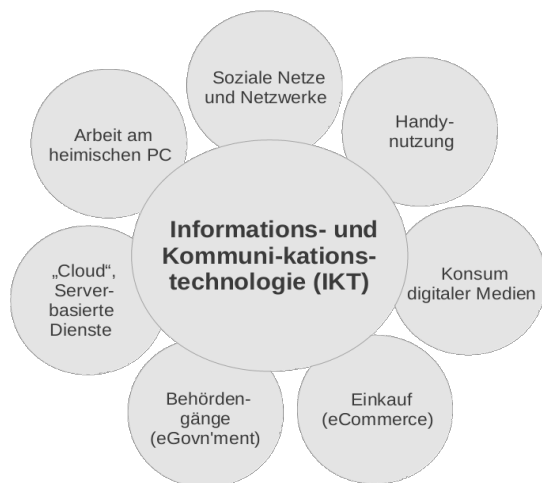 Soziale Netze
und Netzwerke
Handy-
nutzung
Arbeit am
heimischen PC
Informations- und
Kommuni-kations-
technologie (IKT)
Konsum
digitaler Medien
„Cloud“,
Server-
basierte
Dienste
Behörden-
gänge
(eGovn'ment)
Einkauf
(eCommerce)